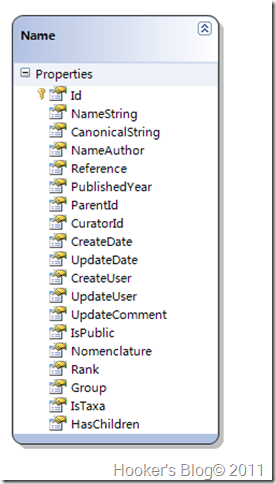 Name
Properties
Id
NameString
CanonicalString
NameAuthor
Reference
PublishedYear
ParentId
CuratorId
CreateDate
UpdateDate
CreateUser
UpdateUser
UpdateComment
IsPublic
Nomenclature
Rank
Group
IsTaxa
HasChildren
Hooker's Blog© 2011